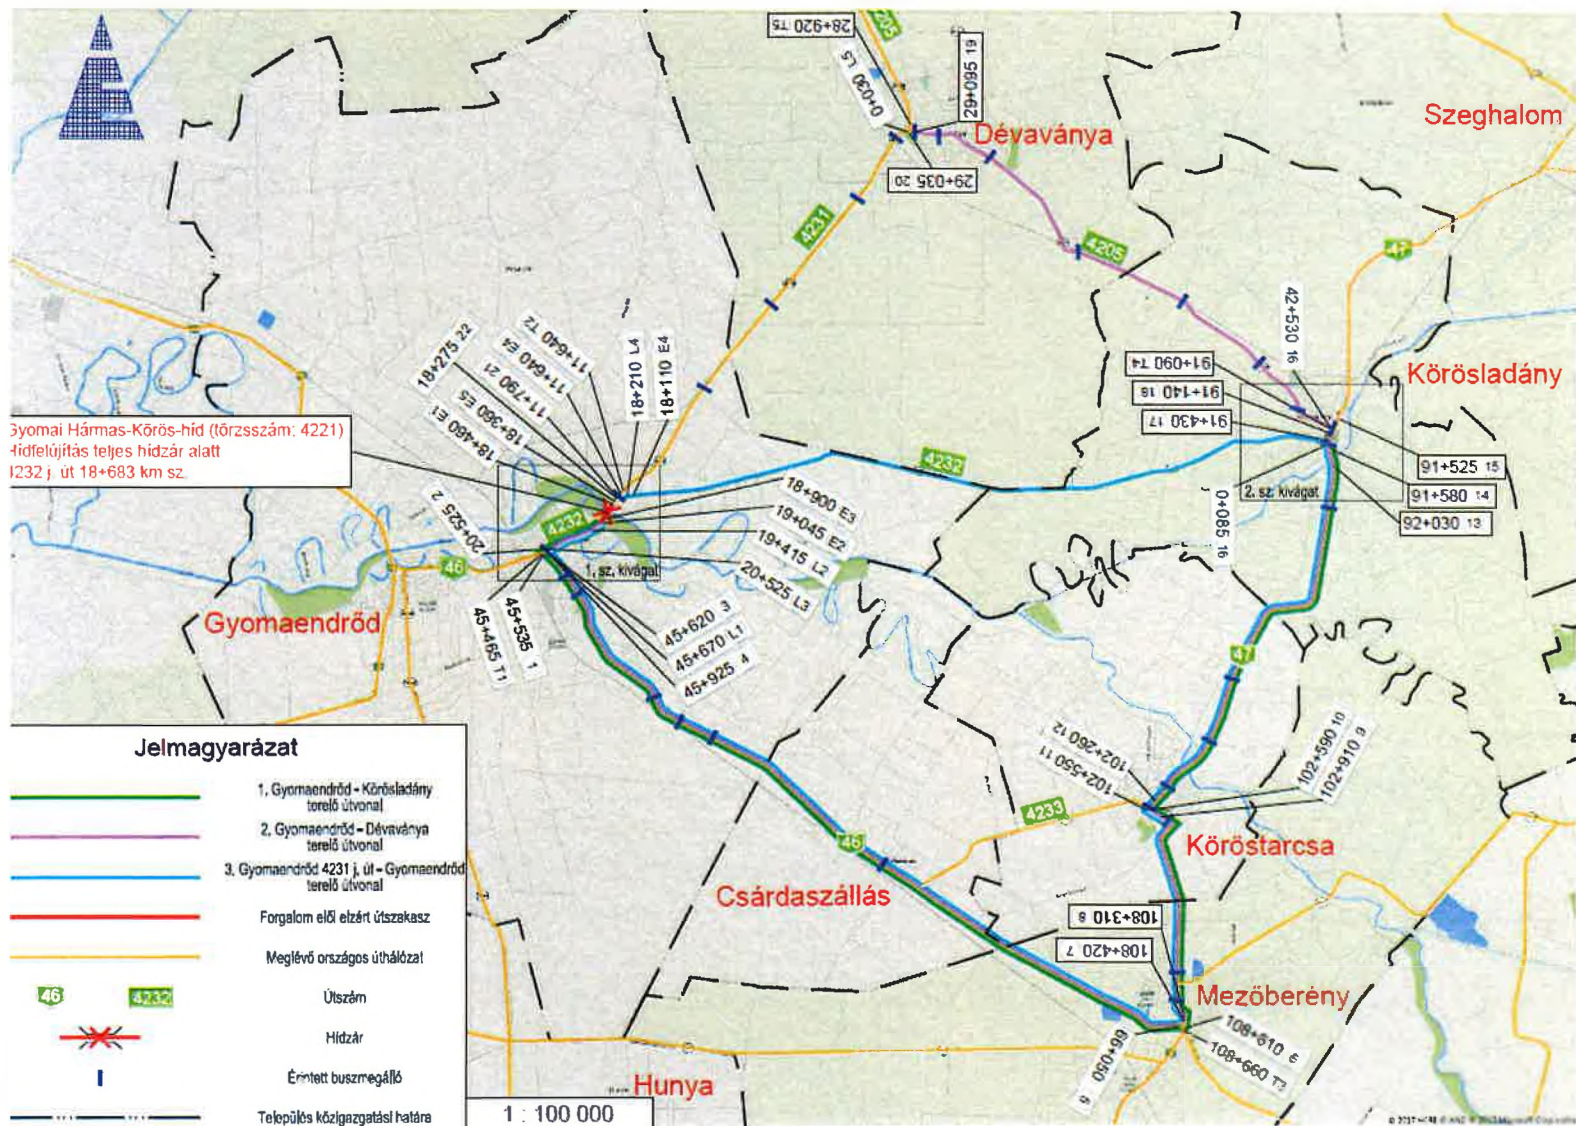 28+920 T5
4205
0+030 L5
29+095 19
Dévaványa
29+035 20
Szeghalom
4231
4205
47
42+530 16
91+090 T4
91+140 18
91+430 17
Körösladány
91+525 15
91+580 14
92+030 13
2. sz. kivágat
0+085 16
18+275 22
11+640 T2
11+640 E4
11+790 21
18+360 E5
18+460 E1
18+210 L4
18+110 E4
4232
Gyomai Hármas-Körös-híd (törzsszám: 4221)
Hídfelújítás teljes hídzár alatt
4232 j. út 18+683 km sz.
4232
18+900 E3
19+045 E2
19+415 L2
20+525 L3
20+525 2
1. sz. kivágat
46
Gyomaendrőd
45+465 T1
45+535 1
45+620 3
45+670 L1
45+925 4
47
102+260 12
102+550 11
102+590 10
102+910 9
4233
Köröstarcsa
46
Csárdaszállás
108+310 8
108+420 7
Mezőberény
108+610 6
108+660 T3
66+050
Hunya
1 : 100 000
Jelmagyarázat
1. Gyomaendrőd - Körösladány
terelő útvonal
2. Gyomaendrőd - Dévaványa
terelő útvonal
3. Gyomaendrőd 4231 j. út - Gyomaendrőd
terelő útvonal
Forgalom elől elzárt útszakasz
Meglévő országos úthálózat
46 4232 Útszám
Hídzár
Érintett buszmegálló
Település közigazgatási határa